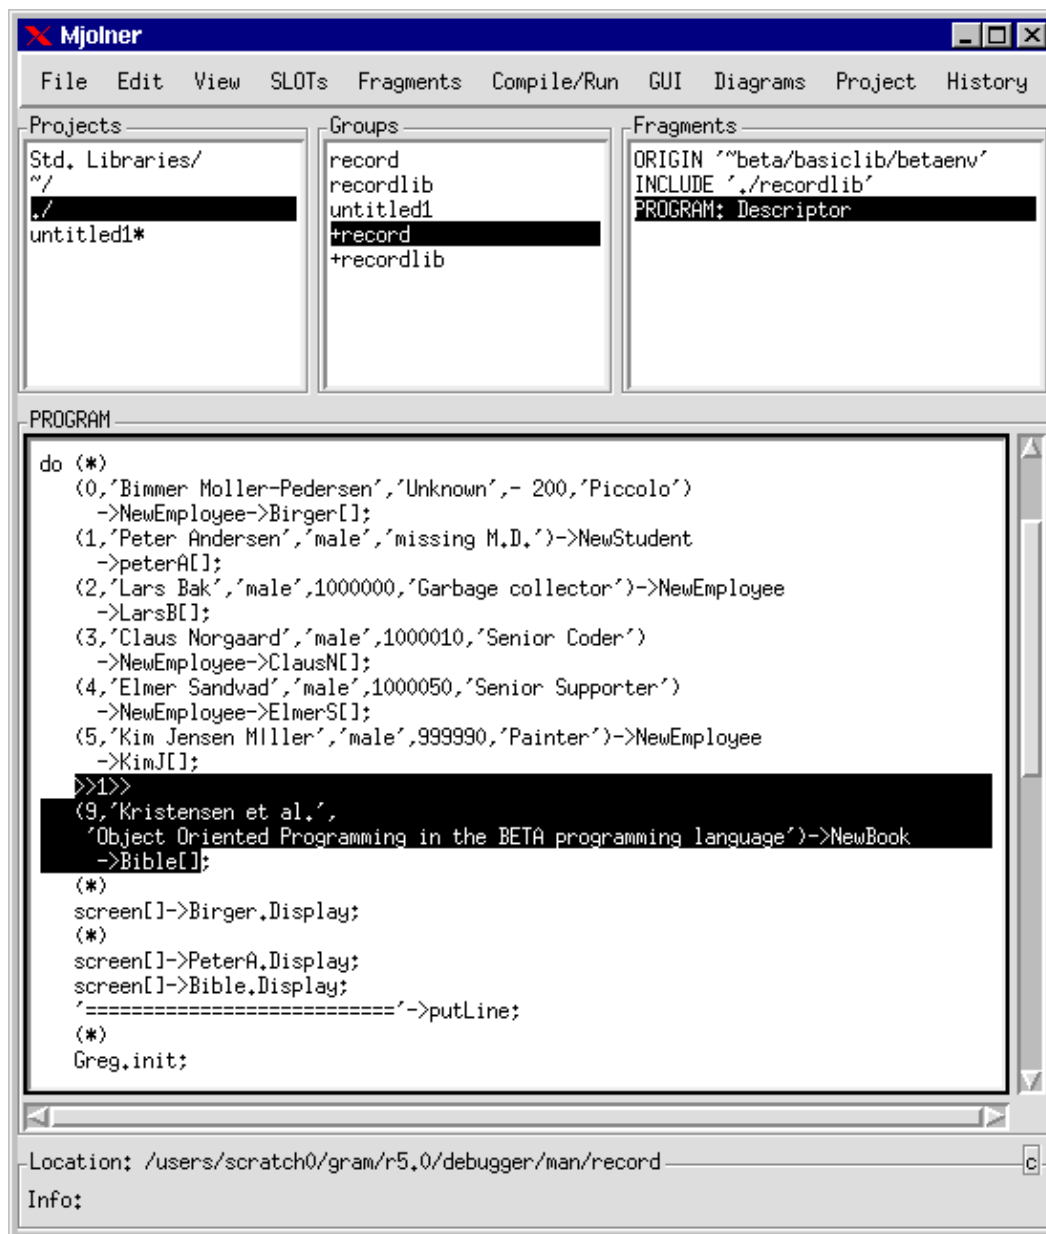 Mjolner
File Edit View SLOTs Fragments Compile/Run GUI Diagrams Project History
Projects
Std. Libraries/
~/
./
untitled1*
Groups
record
recordlib
untitled1
+record
+recordlib
Fragments
ORIGIN '~beta/basiclib/betaenv'
INCLUDE './recordlib'
PROGRAM: Descriptor
PROGRAM
do (*)
(0,'Bimmer Moller-Pedersen','Unknown',- 200,'Piccolo')
->NewEmployee->Birger[];
(1,'Peter Andersen','male','missing M.D.')->NewStudent
->peterA[];
(2,'Lars Bak','male',1000000,'Garbage collector')->NewEmployee
->LarsB[];
(3,'Claus Norgaard','male',1000010,'Senior Coder')
->NewEmployee->ClausN[];
(4,'Elmer Sandvad','male',1000050,'Senior Supporter')
->NewEmployee->ElmerS[];
(5,'Kim Jensen M|ller','male',999990,'Painter')->NewEmployee
->KimJ[];
>>1>>
(9,'Kristensen et al.',
'Object Oriented Programming in the BETA programming language')->NewBook
->Bible[];
(*)
screen[]->Birger.Display;
(*)
screen[]->PeterA.Display;
screen[]->Bible.Display;
'==========================='->putLine;
(*)
Greg.init;
Location: /users/scratch0/gram/r5.0/debugger/man/record
c
Info: